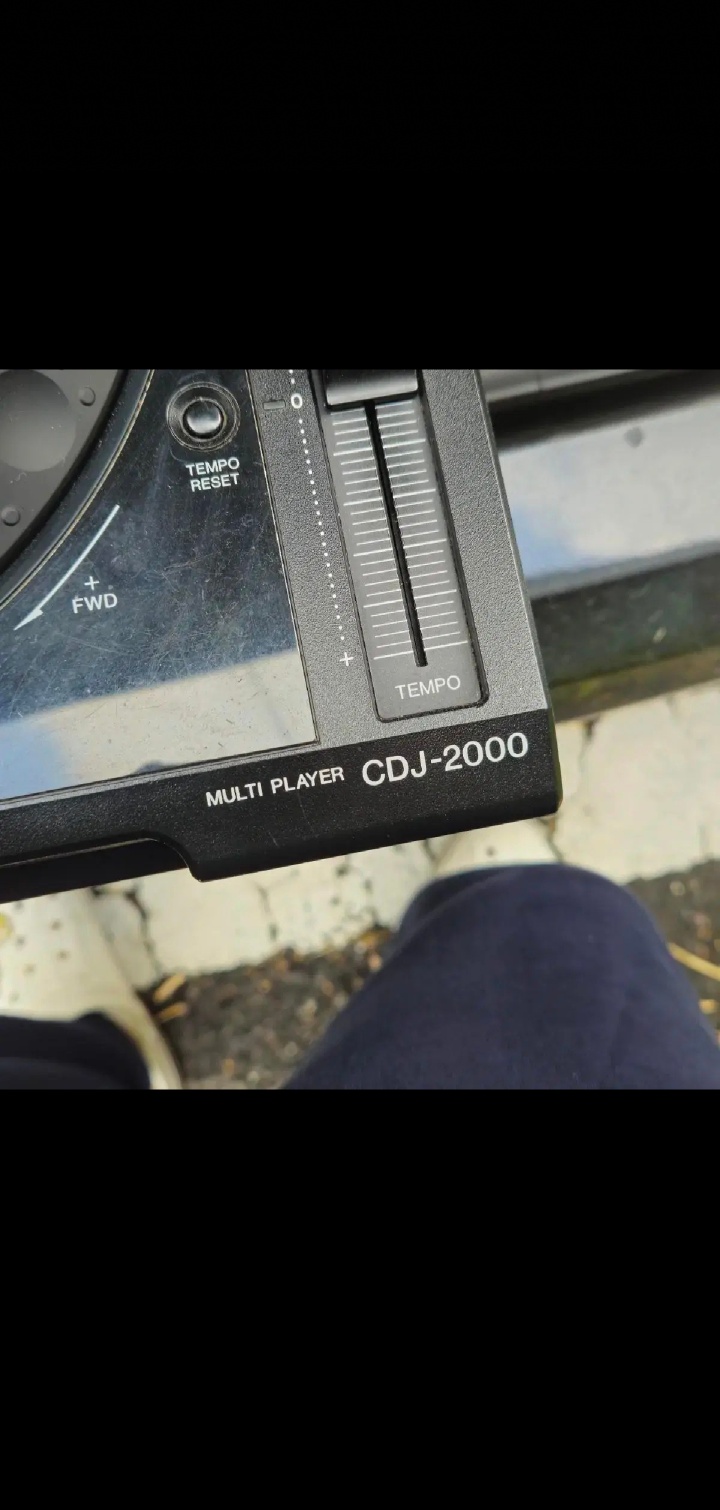 0
TEMPO
RESET
+
FWD
+
TEMPO
MULTI PLAYER CDJ-2000